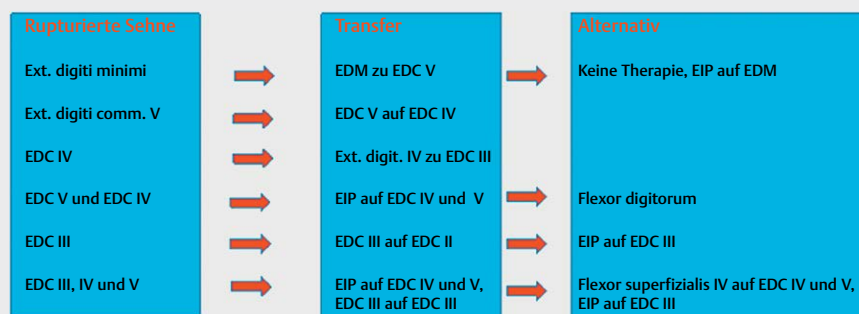 Rupturierte Sehne Transfer Alternativ
Ext. digiti minimi EDM zu EDC V Keine Therapie, EIP auf EDM
Ext. digiti comm. V EDC V auf EDC IV
EDC IV Ext. digit. IV zu EDC III
EDC V und EDC IV EIP auf EDC IV und V Flexor digitorum
EDC III EDC III auf EDC II EIP auf EDC III
EDC III, IV und V EIP auf EDC IV und V, Flexor superfizialis IV auf EDC IV und V,
EDC III auf EDC III EIP auf EDC III